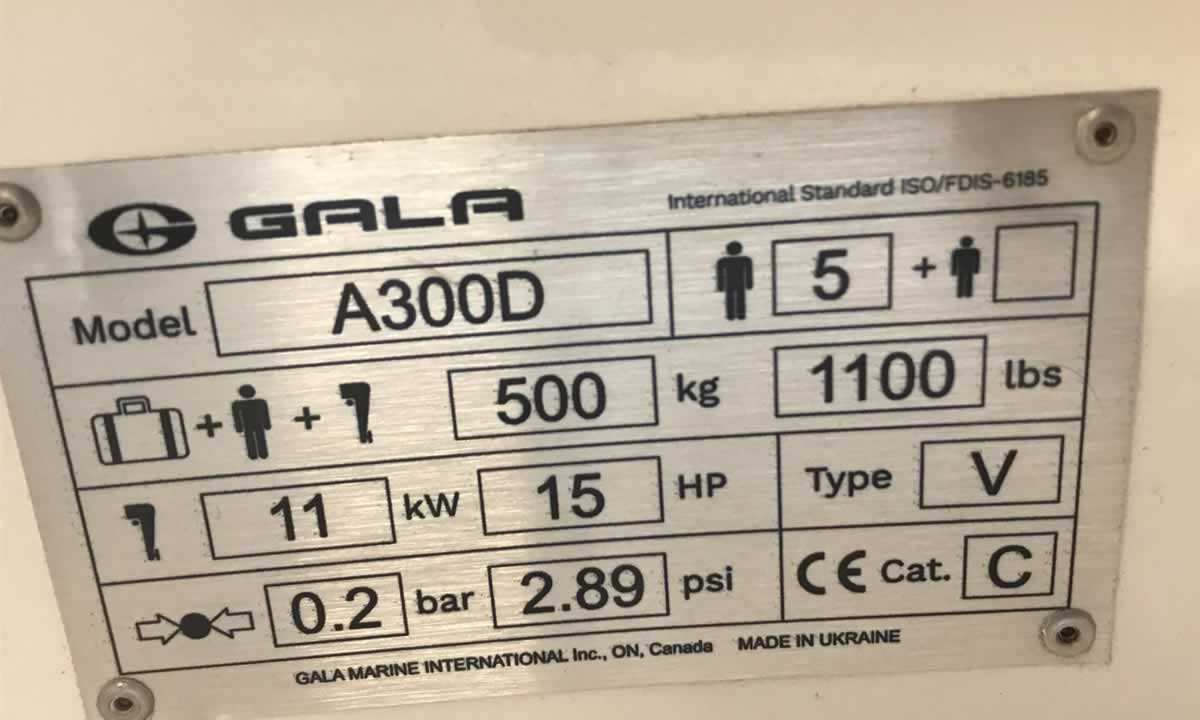 GALA
International Standard ISO/FDIS-6185
Model A300D 5 +
+ + 500 kg 1100 lbs
11 kW 15 HP Type V
0.2 bar 2.89 psi CE Cat. C
GALA MARINE INTERNATIONAL Inc., ON, Canada MADE IN UKRAINE